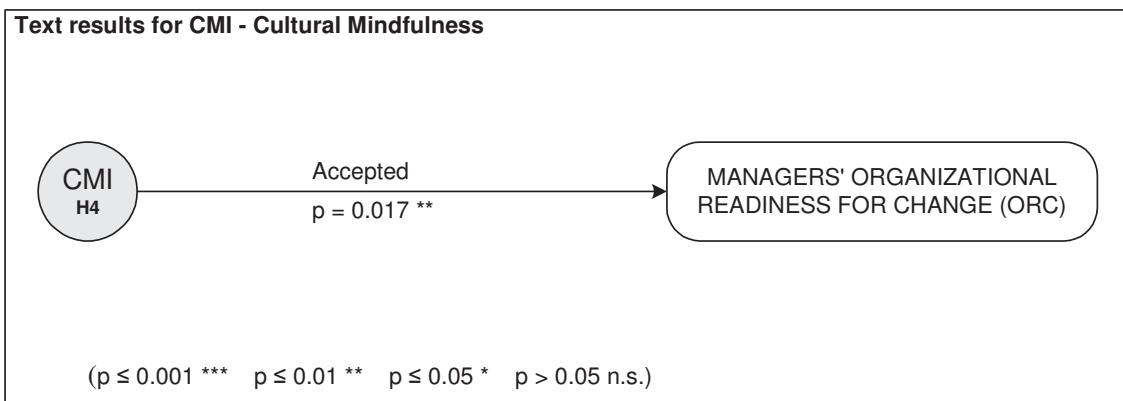 Text results for CMI - Cultural Mindfulness
CMI
H4
Accepted
p = 0.017 **
MANAGERS' ORGANIZATIONAL
READINESS FOR CHANGE (ORC)
(p ≤ 0.001 *** p ≤ 0.01 ** p ≤ 0.05 * p > 0.05 n.s.)